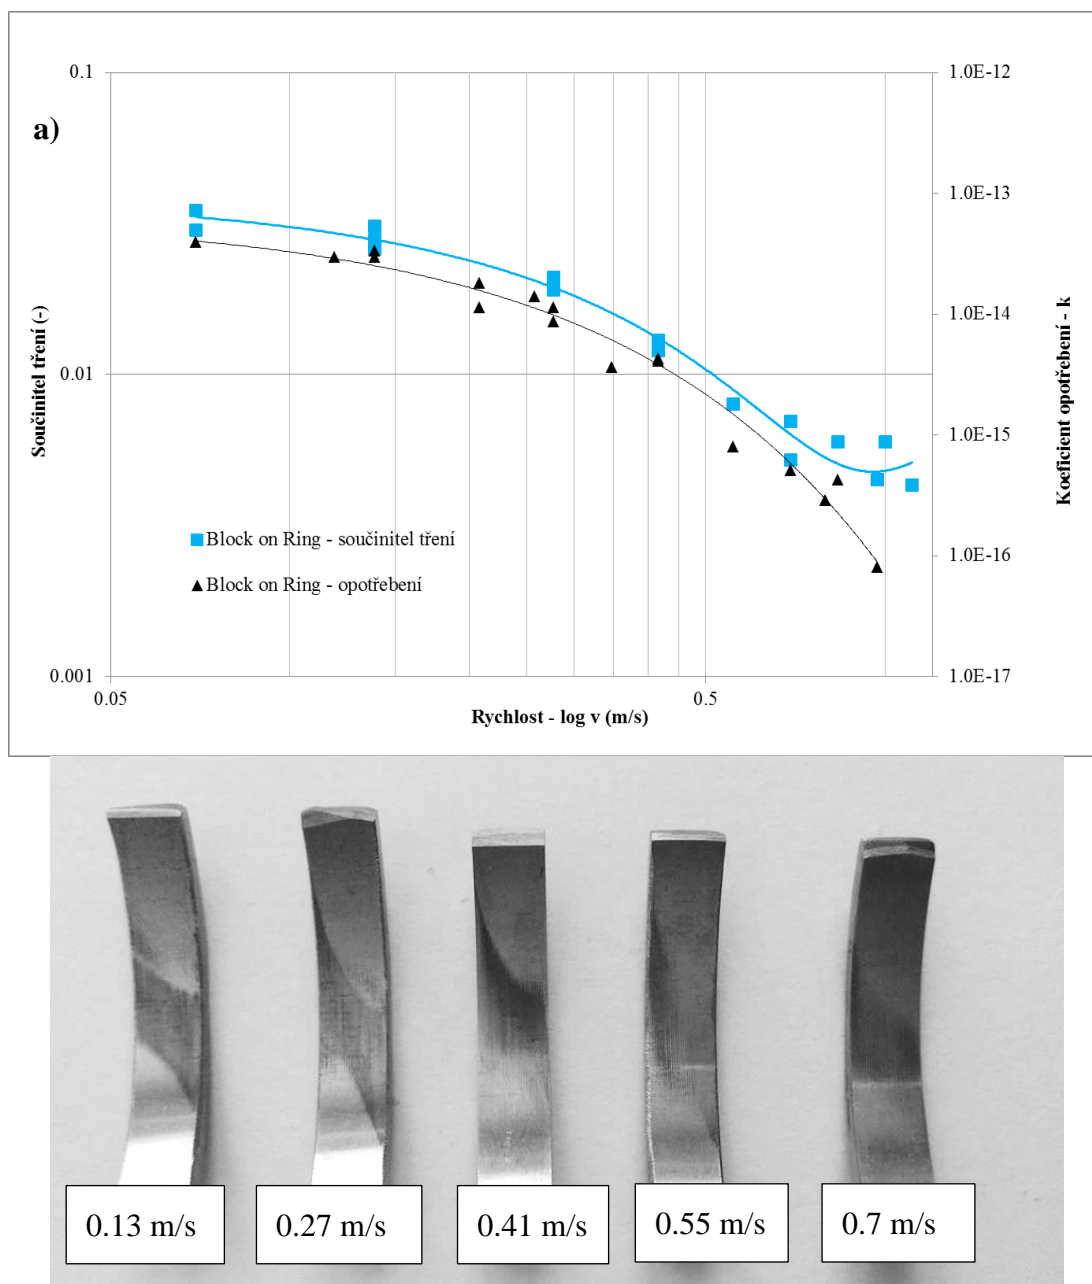 a)
0.1
0.01
0.001
Součinitel tření (-)
1.0E-12
1.0E-13
1.0E-14
1.0E-15
1.0E-16
1.0E-17
Koeficient opotřebení - k
Block on Ring - součinitel tření
Block on Ring - opotřebení
0.05
0.5
Rychlost - log v (m/s)
0.13 m/s
0.27 m/s
0.41 m/s
0.55 m/s
0.7 m/s